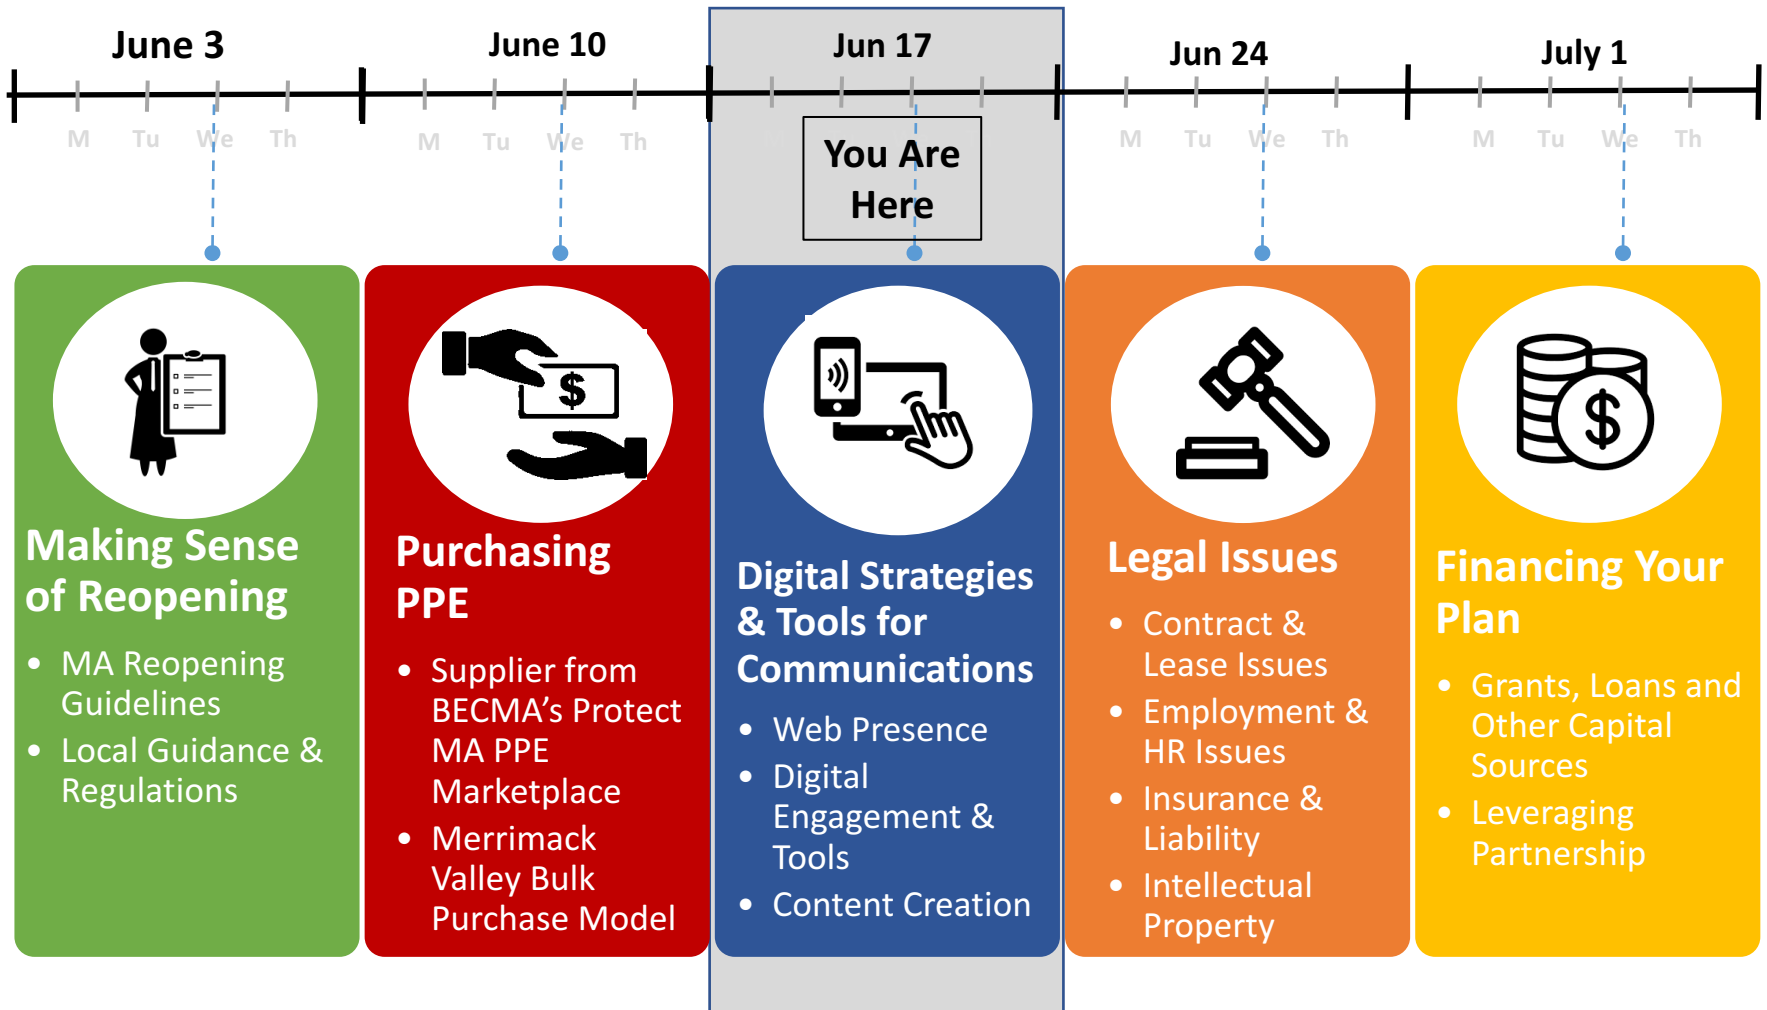 June 3
June 10
Jun 17
Jun 24
July 1
M Tu We Th
M Tu We Th
M Tu We Th
M Tu We Th
You Are
Here
Making Sense
of Reopening
• MA Reopening
Guidelines
• Local Guidance &
Regulations
Purchasing
PPE
• Supplier from
BECMA’s Protect
MA PPE
Marketplace
• Merrimack
Valley Bulk
Purchase Model
Digital Strategies
& Tools for
Communications
• Web Presence
• Digital
Engagement &
Tools
• Content Creation
Legal Issues
• Contract &
Lease Issues
• Employment &
HR Issues
• Insurance &
Liability
• Intellectual
Property
Financing Your
Plan
• Grants, Loans and
Other Capital
Sources
• Leveraging
Partnership